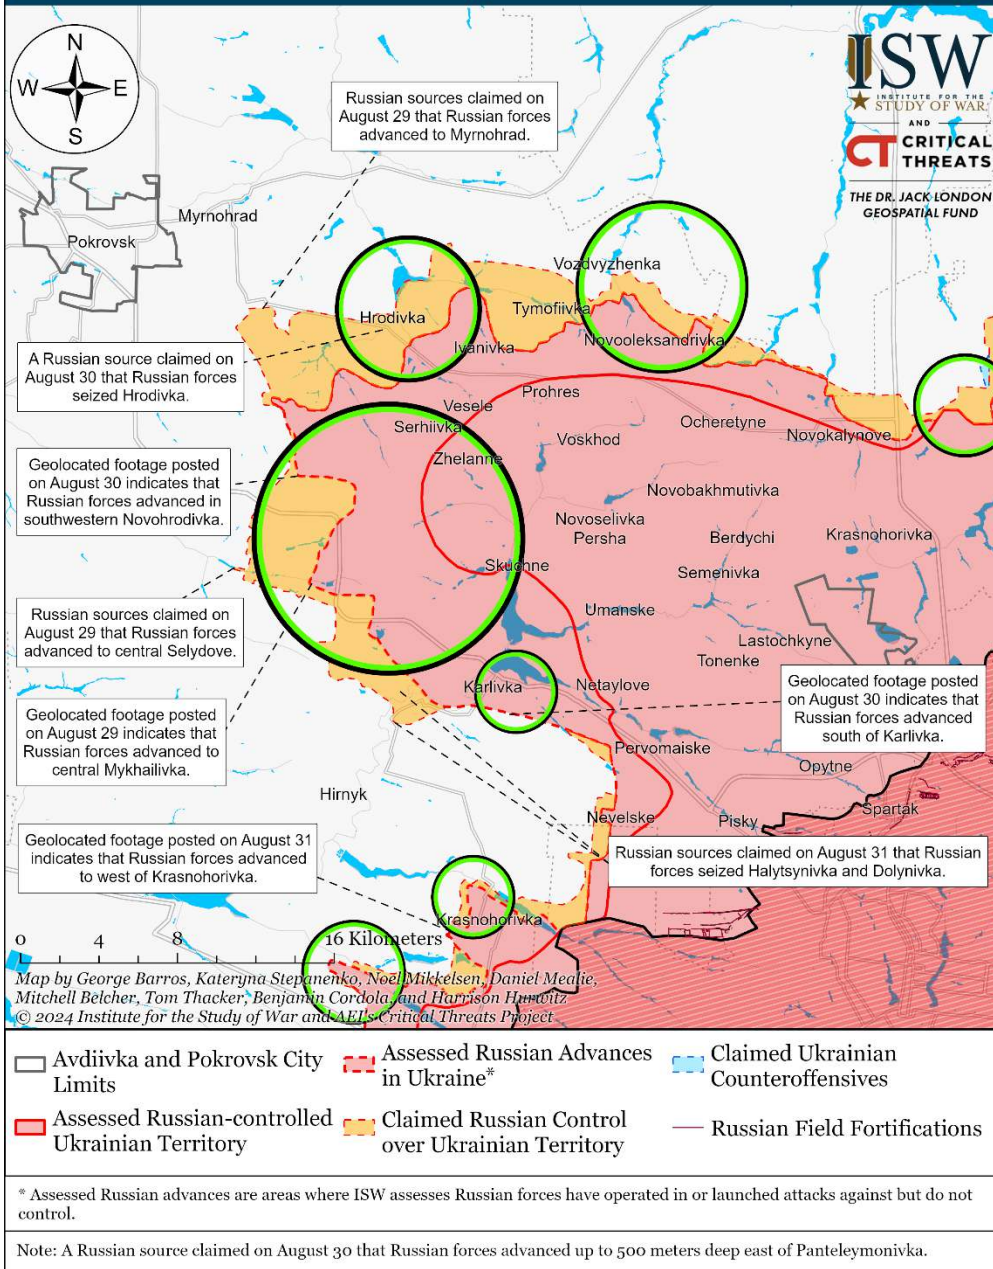 N
W
E
S
ISW
INSTITUTE FOR THE
STUDY OF WAR
AND
CT CRITICAL
THREATS
THE DR. JACK LONDON
GEOSPATIAL FUND
Russian sources claimed on
August 29 that Russian forces
advanced to Myrnohrad.
Myrnohrad
Pokrovsk
Vozdvyzhenka
Hrodivka
Tymofiivka
Ivanivka
Novooleksandrivka
A Russian source claimed on
August 30 that Russian forces
seized Hrodivka.
Prohres
Vesele
Serhiivka
Ocheretyne
Novokalynove
Voskhod
Zhelanne
Geolocated footage posted
on August 30 indicates that
Russian forces advanced in
southwestern Novohrodivka.
Novobakhmutivka
Novoselivka
Persha
Berdychi
Krasnohorivka
Skuchne
Semenivka
Umanske
Russian sources claimed on
August 29 that Russian forces
advanced to central Selydove.
Lastochkyne
Tonenke
Karlivka
Netaylove
Geolocated footage posted
on August 30 indicates that
Russian forces advanced
south of Karlivka.
Geolocated footage posted
on August 29 indicates that
Russian forces advanced to
central Mykhailivka.
Pervomaiske
Opytne
Hirnyk
Nevelske
Pisky
Spartak
Geolocated footage posted on August 31
indicates that Russian forces advanced
to west of Krasnohorivka.
Russian sources claimed on August 31 that Russian
forces seized Halytsynivka and Dolynivka.
Krasnohorivka
0 4 8 16 Kilometers
Map by George Barros, Kateryna Stepanenko, Noel Mikkelsen, Daniel Mealie,
Mitchell Belcher, Tom Thacker, Benjamin Cordola, and Harrison Hurwitz
© 2024 Institute for the Study of War and AEI's Critical Threats Project
Avdiivka and Pokrovsk City
Limits
Assessed Russian Advances
in Ukraine*
Claimed Ukrainian
Counteroffensives
Assessed Russian-controlled
Ukrainian Territory
Claimed Russian Control
over Ukrainian Territory
Russian Field Fortifications
* Assessed Russian advances are areas where ISW assesses Russian forces have operated in or launched attacks against but do not
control.
Note: A Russian source claimed on August 30 that Russian forces advanced up to 500 meters deep east of Panteleymonivka.